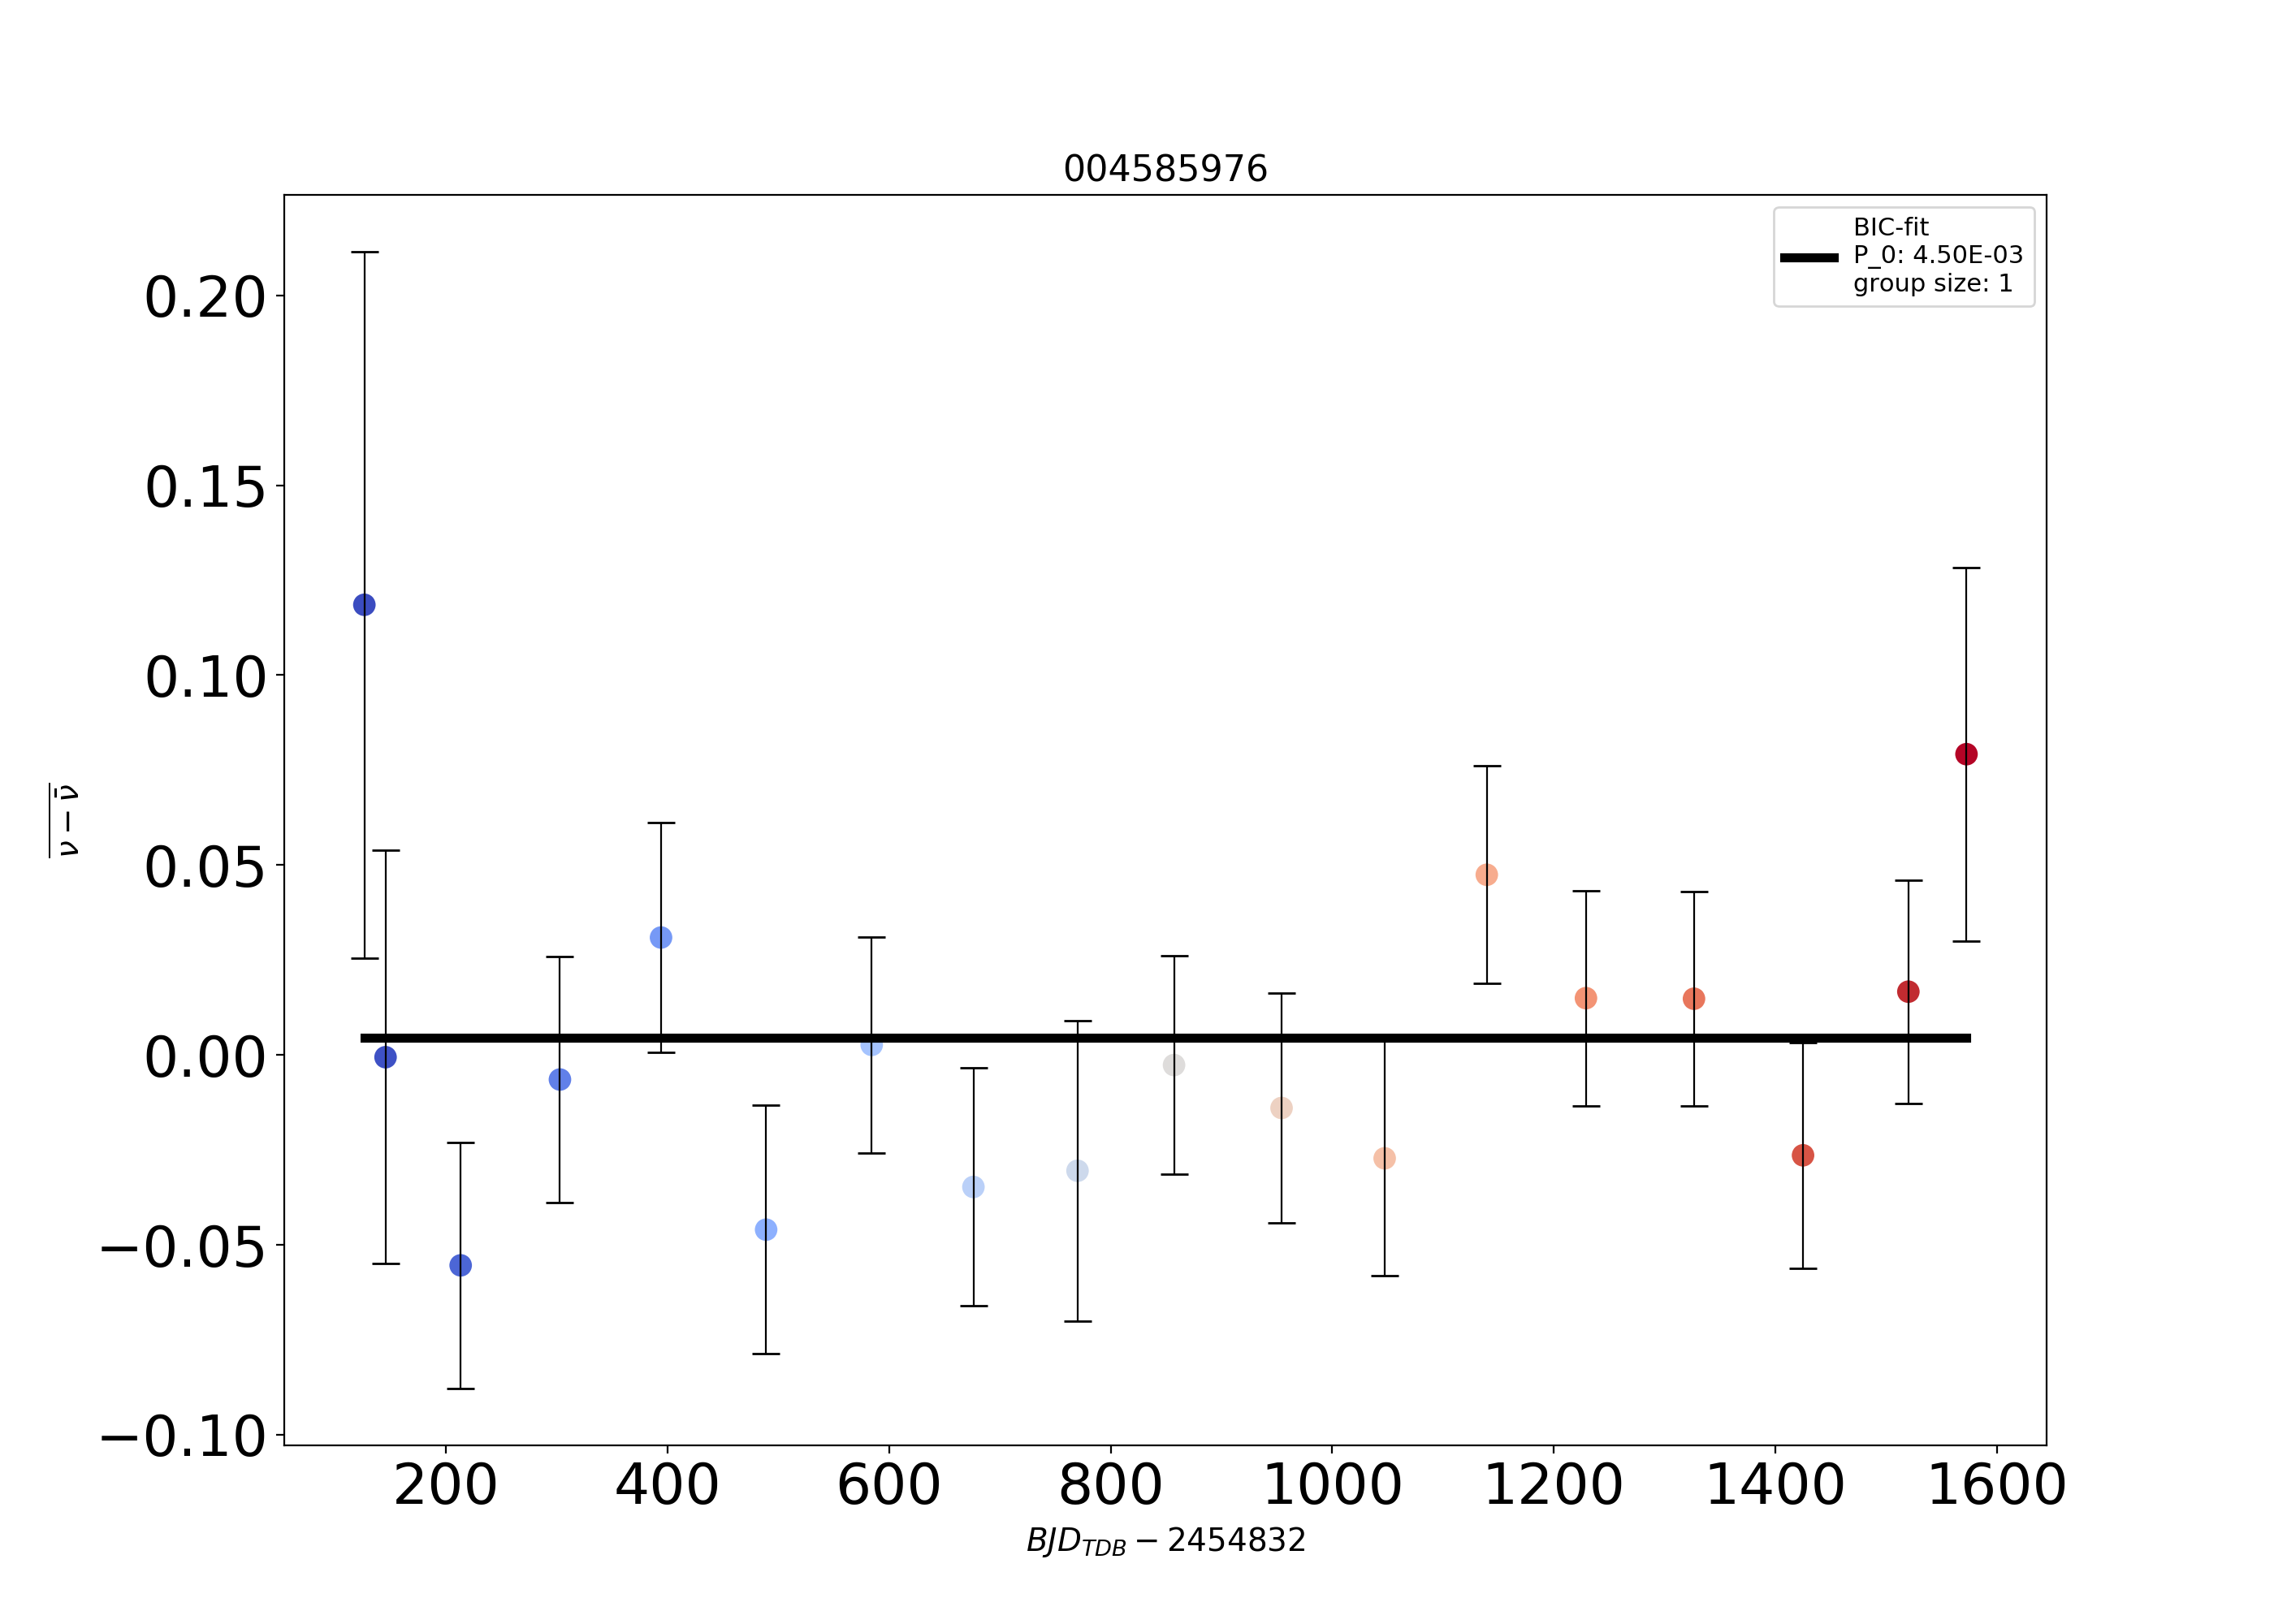 004585976
BIC-fit
P_0: 4.50E-03
group size: 1
0.20
0.15
0.10
0.05
0.00
−0.05
−0.10
ν − ν̄
200 400 600 800 1000 1200 1400 1600
BJD_TDB − 2454832